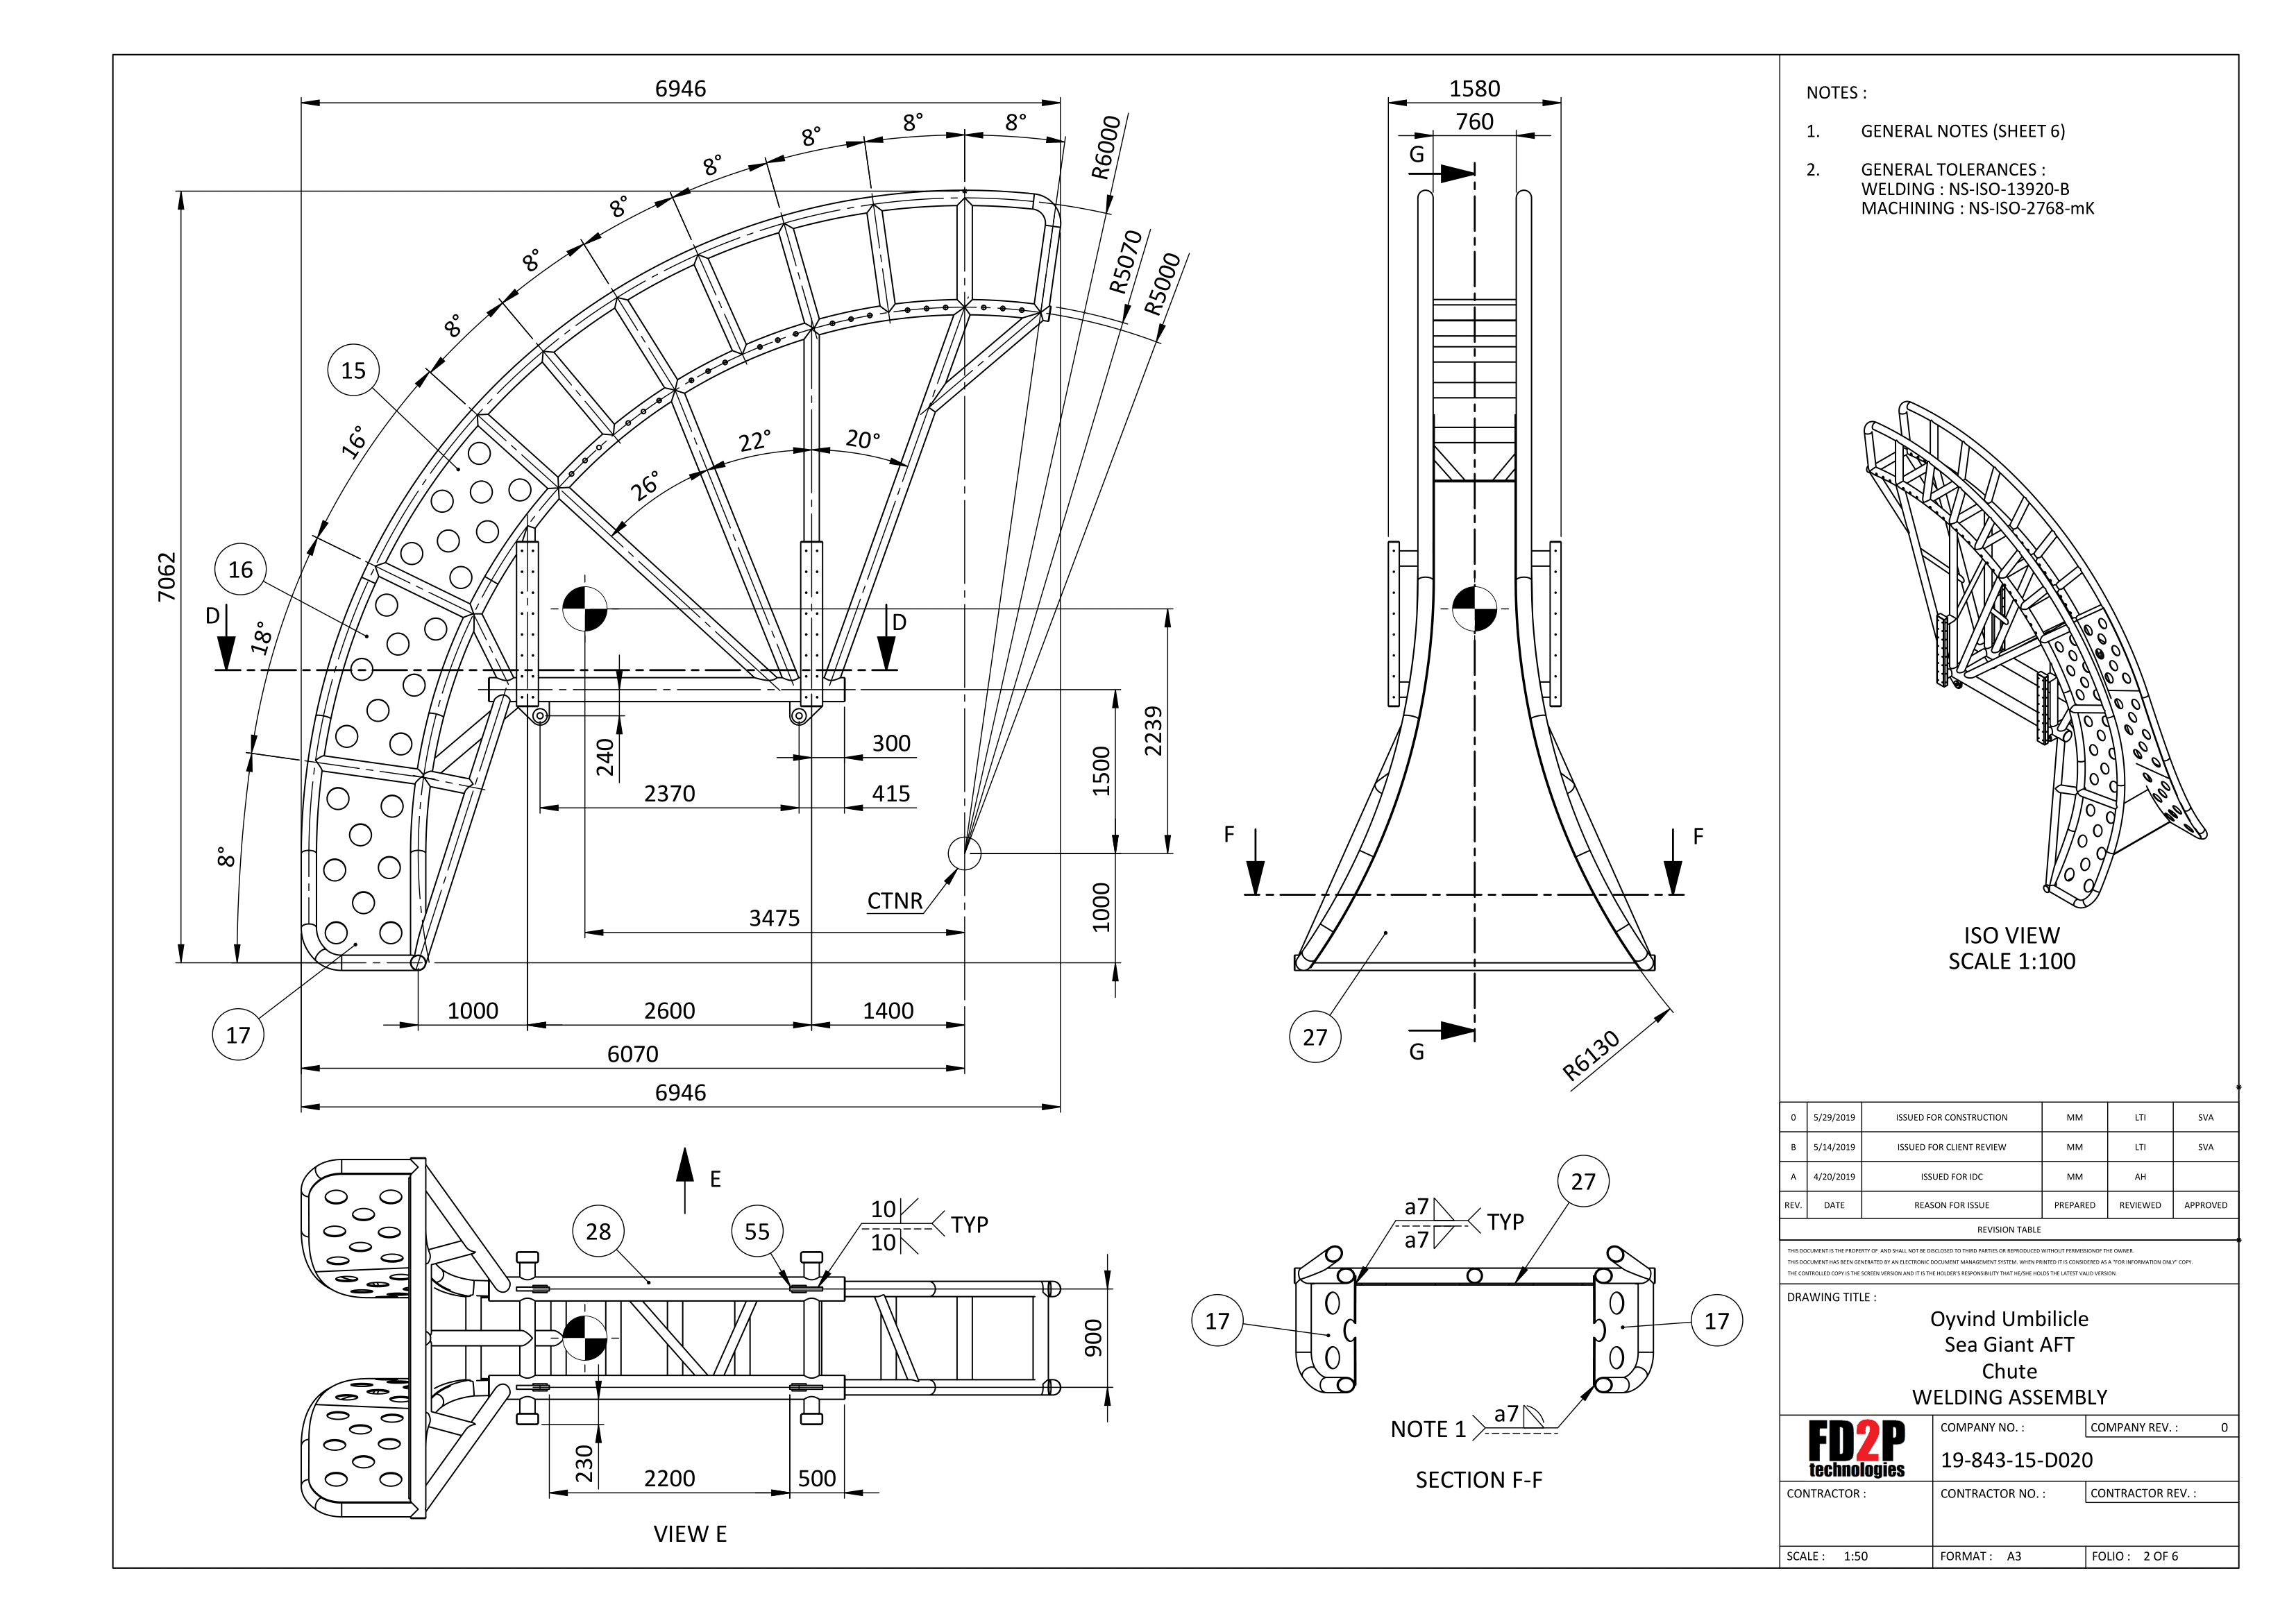 6946
8°
8°
8°
8°
8°
8°
8°
16°
18°
8°
R6000
R5070
R5000
15
16
17
7062
D
D
26°
22°
20°
240
300
2370
415
2239
1500
1000
CTNR
3475
1000
2600
1400
6070
6946
1580
760
G
F
F
27
G
R6130
E
28
55
10
10
TYP
900
230
2200
500
VIEW E
a7
a7
TYP
27
17
17
NOTE 1
a7
SECTION F-F
NOTES :
1. GENERAL NOTES (SHEET 6)
2. GENERAL TOLERANCES :
WELDING : NS-ISO-13920-B
MACHINING : NS-ISO-2768-mK
ISO VIEW
SCALE 1:100
0 5/29/2019 ISSUED FOR CONSTRUCTION MM LTI SVA
B 5/14/2019 ISSUED FOR CLIENT REVIEW MM LTI SVA
A 4/20/2019 ISSUED FOR IDC MM AH
REV. DATE REASON FOR ISSUE PREPARED REVIEWED APPROVED
REVISION TABLE
THIS DOCUMENT IS THE PROPERTY OF AND SHALL NOT BE DISCLOSED TO THIRD PARTIES OR REPRODUCED WITHOUT PERMISSIONOF THE OWNER.
THIS DOCUMENT HAS BEEN GENERATED BY AN ELECTRONIC DOCUMENT MANAGEMENT SYSTEM. WHEN PRINTED IT IS CONSIDERED AS A "FOR INFORMATION ONLY" COPY.
THE CONTROLLED COPY IS THE SCREEN VERSION AND IT IS THE HOLDER'S RESPONSIBILITY THAT HE/SHE HOLDS THE LATEST VALID VERSION.
DRAWING TITLE :
Oyvind Umbilicle
Sea Giant AFT
Chute
WELDING ASSEMBLY
FD2P
technologies
COMPANY NO. :
COMPANY REV. : 0
19-843-15-D020
CONTRACTOR :
CONTRACTOR NO. :
CONTRACTOR REV. :
SCALE : 1:50
FORMAT : A3
FOLIO : 2 OF 6